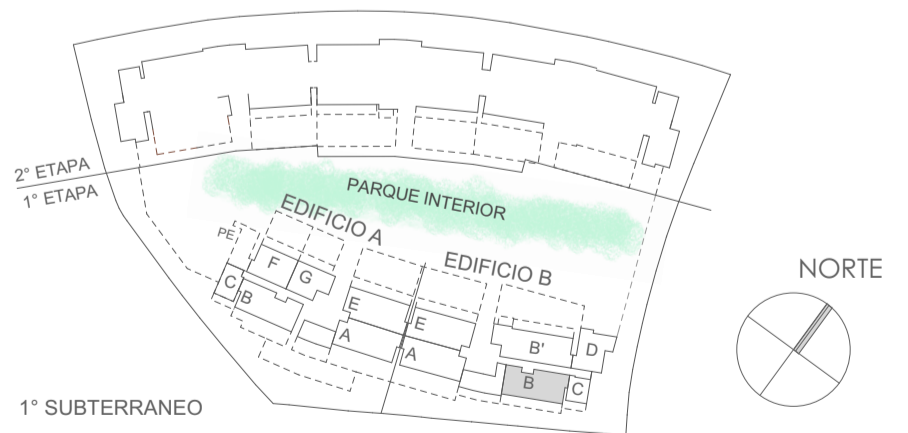 2° ETAPA
1° ETAPA
PARQUE INTERIOR
EDIFICIO A
EDIFICIO B
NORTE
PE
F
G
C
B
E
E
A
A
B'
D
B
C
1° SUBTERRANEO